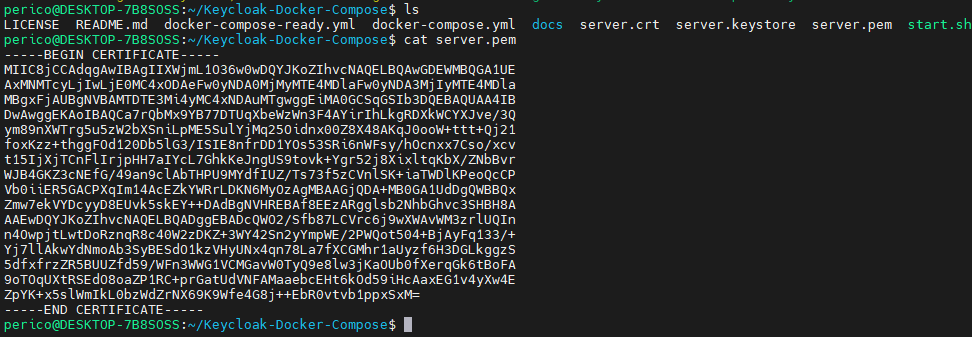 perico@DESKTOP-7B8SOSS:~/Keycloak-Docker-Compose$ ls
LICENSE README.md docker-compose-ready.yml docker-compose.yml docs server.crt server.keystore server.pem start.sh
perico@DESKTOP-7B8SOSS:~/Keycloak-Docker-Compose$ cat server.pem
-----BEGIN CERTIFICATE-----
MIIC8jCCAdqgAwIBAgIIXWjmL1O36w0wDQYJKoZIhvcNAQELBQAwGDEWMBQGA1UE
AxMNMTcyLjIwLjE0MC4xODAeFw0yNDA0MjMyMTE4MDlaFw0yNDA3MjIyMTE4MDla
MBgxFjAUBgNVBAMTDTE3Mi4yMC4xNDAuMTgwggEiMA0GCSqGSIb3DQEBAQUAA4IB
DwAwggEKAoIBAQCa7rQbMx9YB77DTUqXbeWzWn3F4AYirIhLkgRDXkWCYXJve/3Q
ym89nXWTrg5u5zW2bXSniLpME5SulYjMq25Oidnx00Z8X48AKqJ0ooW+ttt+Qj21
foxKzz+thggFOd120Db5lG3/ISIE8nfrDD1YOs53SRi6nWFsy/hOcnxx7Cso/xcv
t15IjXjTCnFlIrjpHH7aIYcL7GhkKeJngUS9tovk+Ygr52j8XixltqKbX/ZNbBvr
WJB4GKZ3cNEfG/49an9clAbTHPU9MYdfIUZ/Ts73f5zCVnlSK+iaTWDlKPeoQcCP
Vb0iiER5GACPXqIm14AcEZkYWRrLDKN6MyOzAgMBAAGjQDA+MB0GA1UdDgQWBBQx
Zmw7ekVYDCyyD8EUvk5skEY++DAdBgNVHREBAf8EEzARgglsb2NhbGhvc3SHBH8A
AAEwDQYJKoZIhvcNAQELBQADggEBADcQWO2/Sfb87LCVrc6j9wXWAvWM3zrlUQIn
n4OwpjtLwtDoRznqR8c40W2zDKZ+3WY42Sn2yYmpWE/2PWQot504+BjAyFq133/+
Yj7llAkwYdNmoAb3SyBESdO1kzVHyUNx4qn78La7fXCGMhr1aUyzf6H3DGLkggzS
5dfxfrzZR5BUUZfd59/WFn3WWG1VCMGavW0TyQ9e8lw3jKaOUb0fXerqGk6tBoFA
9oTOqUXtRSEdO8oaZP1RC+prGatUdVNFAMaaebcEHt6kOd59iHcAaxEG1v4yXw4E
ZpYK+x5slWmIkL0bzWdZrNX69K9Wfe4G8j++EbR0vtvb1ppxSxM=
-----END CERTIFICATE-----
perico@DESKTOP-7B8SOSS:~/Keycloak-Docker-Compose$